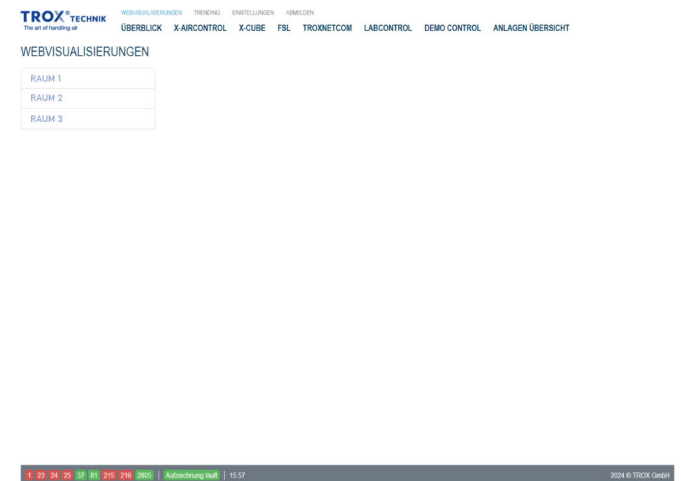 TROX® TECHNIK
The art of handling air
WEBVISUALISIERUNGEN TRENDING EINSTELLUNGEN ABMELDEN
ÜBERBLICK X-AIRCONTROL X-CUBE FSL TROXNETCOM LABCONTROL DEMO CONTROL ANLAGEN ÜBERSICHT
WEBVISUALISIERUNGEN
RAUM 1
RAUM 2
RAUM 3
1 23 24 25 37 81 215 216 2805 | Aufzeichnung läuft | 15:57
2024 © TROX GmbH